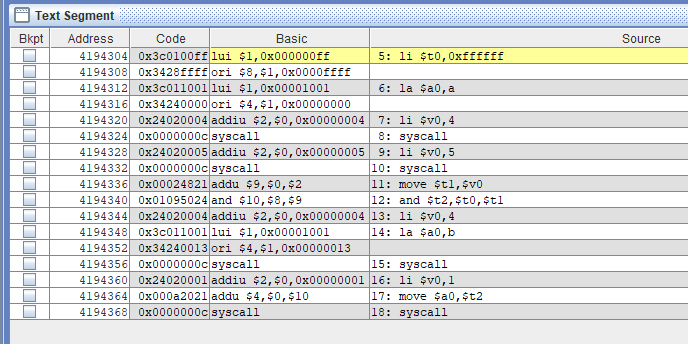 Text Segment
Bkpt Address Code Basic Source
4194304 0x3c0100ff lui $1,0x000000ff 5: li $t0,0xffffff
4194308 0x3428ffff ori $8,$1,0x0000ffff
4194312 0x3c011001 lui $1,0x00001001 6: la $a0,a
4194316 0x34240000 ori $4,$1,0x00000000
4194320 0x24020004 addiu $2,$0,0x00000004 7: li $v0,4
4194324 0x0000000c syscall 8: syscall
4194328 0x24020005 addiu $2,$0,0x00000005 9: li $v0,5
4194332 0x0000000c syscall 10: syscall
4194336 0x00024821 addu $9,$0,$2 11: move $t1,$v0
4194340 0x01095024 and $10,$8,$9 12: and $t2,$t0,$t1
4194344 0x24020004 addiu $2,$0,0x00000004 13: li $v0,4
4194348 0x3c011001 lui $1,0x00001001 14: la $a0,b
4194352 0x34240013 ori $4,$1,0x00000013
4194356 0x0000000c syscall 15: syscall
4194360 0x24020001 addiu $2,$0,0x00000001 16: li $v0,1
4194364 0x000a2021 addu $4,$0,$10 17: move $a0,$t2
4194368 0x0000000c syscall 18: syscall